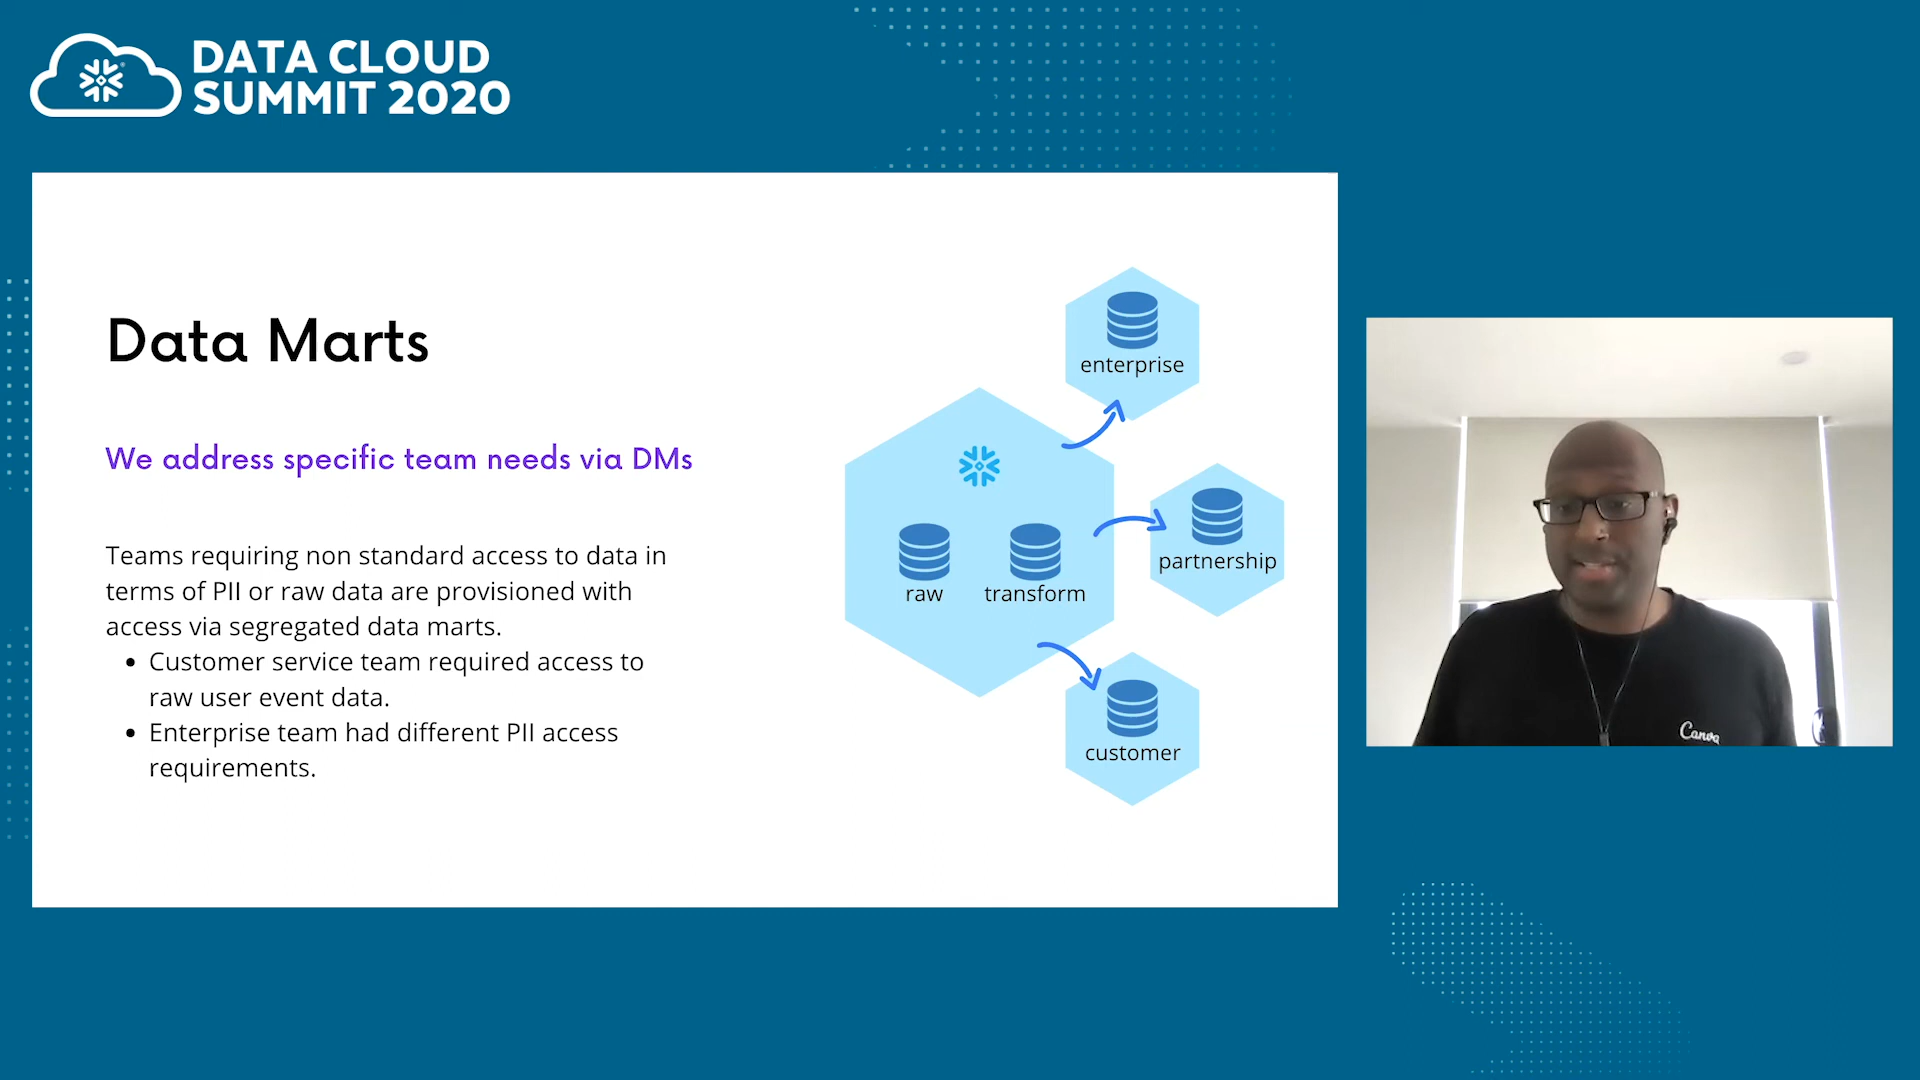 DATA CLOUD
SUMMIT 2020
Data Marts
We address specific team needs via DMs
Teams requiring non standard access to data in
terms of PII or raw data are provisioned with
access via segregated data marts.
• Customer service team required access to
raw user event data.
• Enterprise team had different PII access
requirements.
enterprise
partnership
raw
transform
customer
Canva